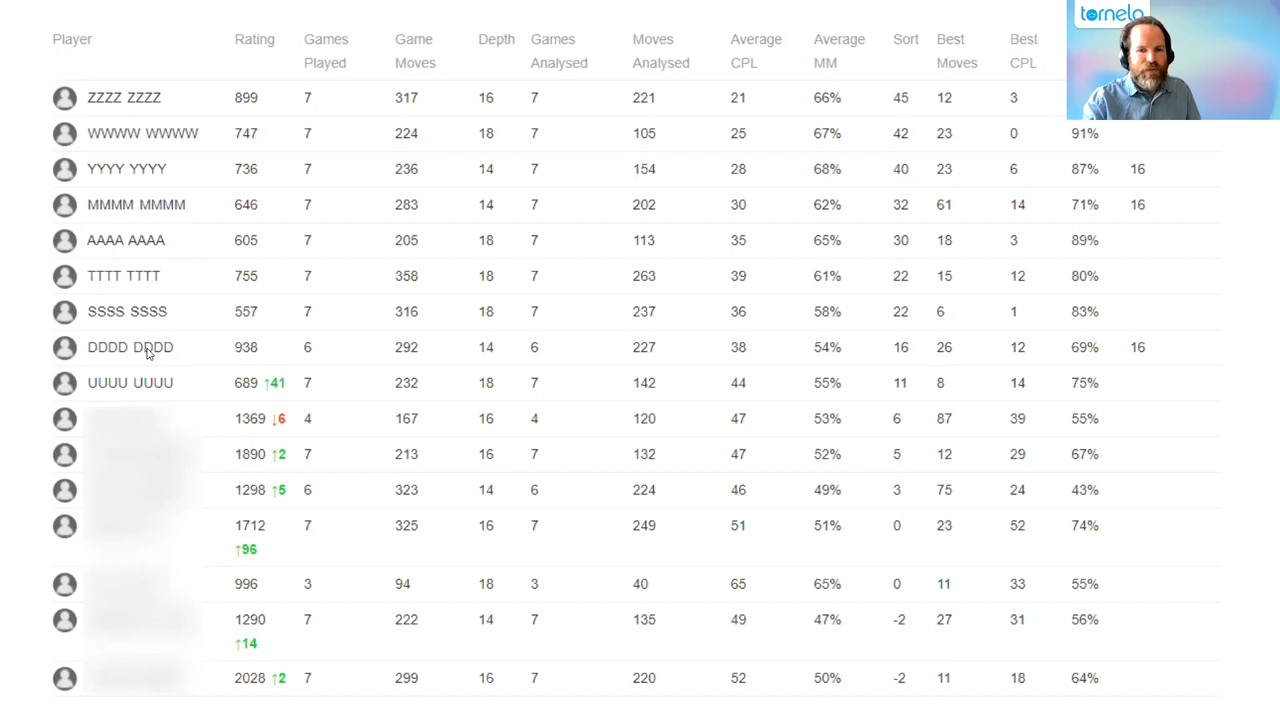 tornelo
Player Rating Games Played Game Moves Depth Games Analysed Moves Analysed Average CPL Average MM Sort Best Moves Best CPL
ZZZZ ZZZZ 899 7 317 16 7 221 21 66% 45 12 3
WWWW WWWW 747 7 224 18 7 105 25 67% 42 23 0 91%
YYYY YYYY 736 7 236 14 7 154 28 68% 40 23 6 87% 16
MMMM MMMM 646 7 283 14 7 202 30 62% 32 61 14 71% 16
AAAA AAAA 605 7 205 18 7 113 35 65% 30 18 3 89%
TTTT TTTT 755 7 358 18 7 263 39 61% 22 15 12 80%
SSSS SSSS 557 7 316 18 7 237 36 58% 22 6 1 83%
DDDD DDDD 938 6 292 14 6 227 38 54% 16 26 12 69% 16
UUUU UUUU 689 ↑41 7 232 18 7 142 44 55% 11 8 14 75%
1369 ↓6 4 167 16 4 120 47 53% 6 87 39 55%
1890 ↑2 7 213 16 7 132 47 52% 5 12 29 67%
1298 ↑5 6 323 14 6 224 46 49% 3 75 24 43%
1712 7 325 16 7 249 51 51% 0 23 52 74%
↑96
996 3 94 18 3 40 65 65% 0 11 33 55%
1290 7 222 14 7 135 49 47% -2 27 31 56%
↑14
2028 ↑2 7 299 16 7 220 52 50% -2 11 18 64%